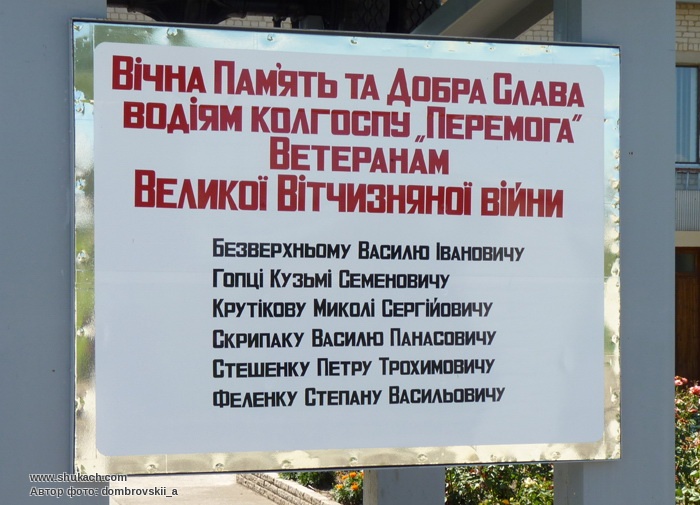 Вічна Пам'ять та Добра Слава
водіям колгоспу „Перемога"
Ветеранам
Великої Вітчизняної війни
Безверхньому Василю Івановичу
Гопці Кузьмі Семеновичу
Крутікову Миколі Сергійовичу
Скрипаку Василю Панасовичу
Стешенку Петру Трохимовичу
Феленку Степану Васильовичу
www.shukach.com
Автор фото: dombrovskii_a